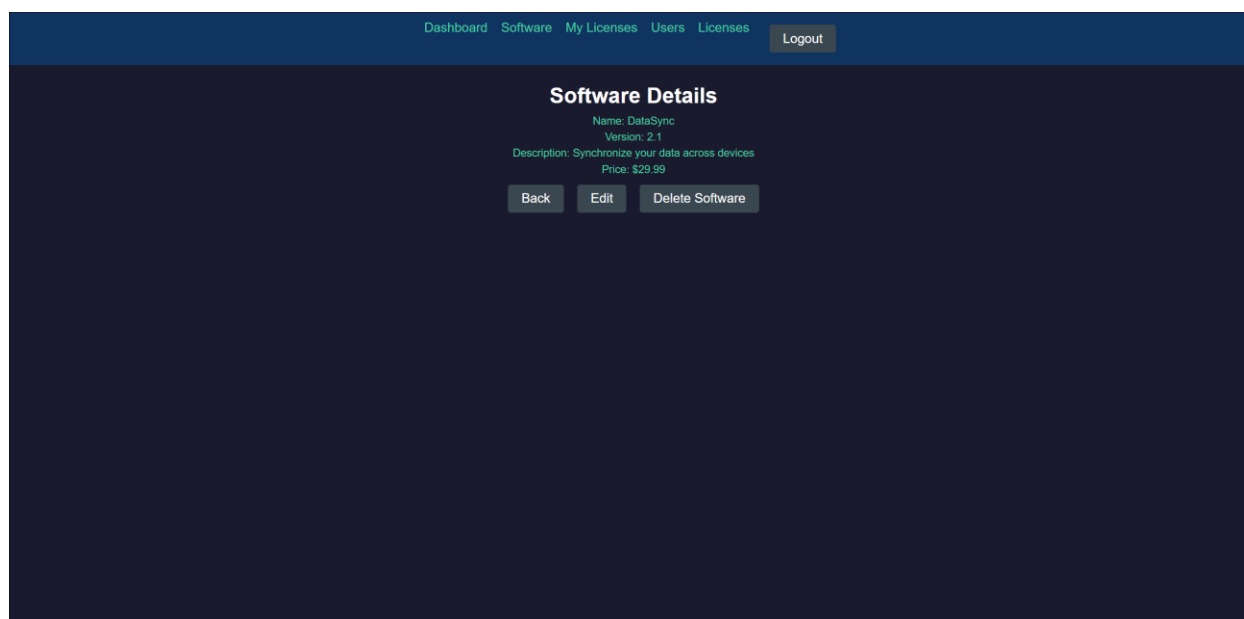 Dashboard Software My Licenses Users Licenses Logout
Software Details
Name: DataSync
Version: 2.1
Description: Synchronize your data across devices
Price: $29.99
Back Edit Delete Software